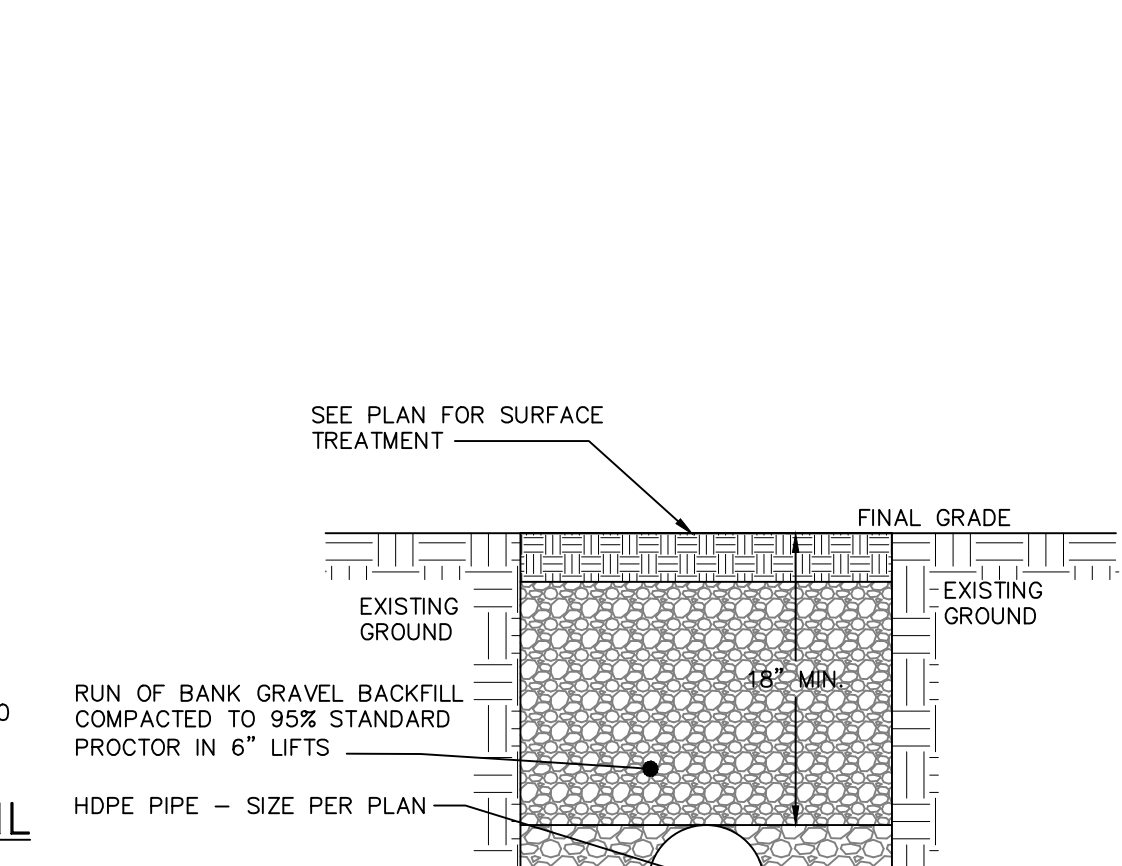 SEE PLAN FOR SURFACE
TREATMENT
FINAL GRADE
EXISTING
GROUND
EXISTING
GROUND
18" MIN.
RUN OF BANK GRAVEL BACKFILL
COMPACTED TO 95% STANDARD
PROCTOR IN 6" LIFTS
HDPE PIPE – SIZE PER PLAN